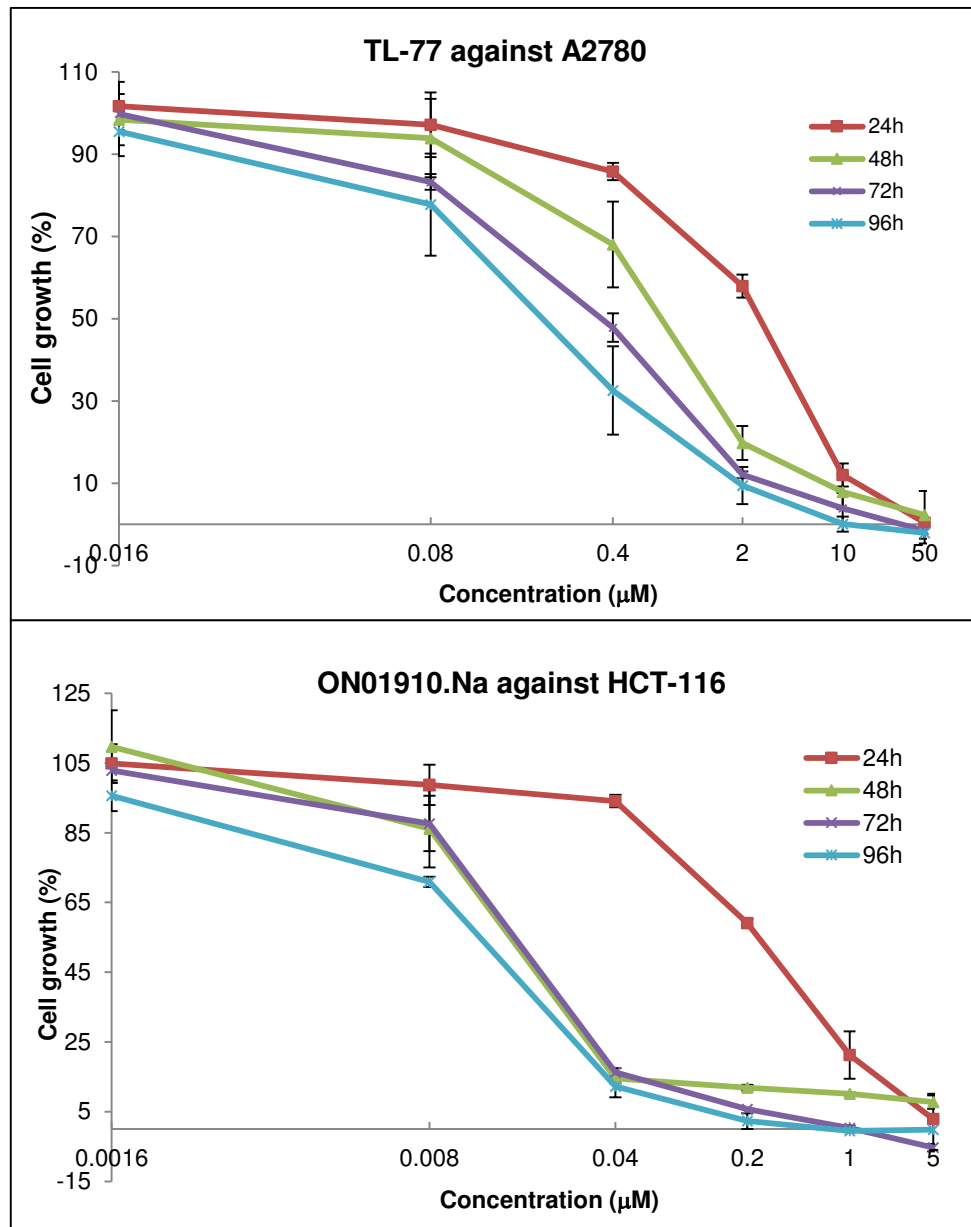 TL-77 against A2780
110
90
70
50
30
10
-10
Cell growth (%)
24h
48h
72h
96h
0.016 0.08 0.4 2 10 50
Concentration (µM)
ON01910.Na against HCT-116
125
105
85
65
45
25
5
-15
Cell growth (%)
24h
48h
72h
96h
0.0016 0.008 0.04 0.2 1 5
Concentration (µM)